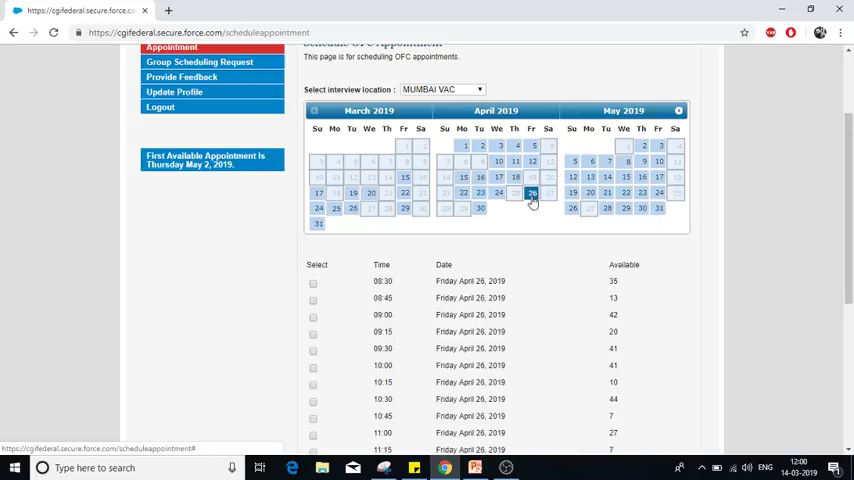 https://cgifederal.secure.force.co
https://cgifederal.secure.force.com/scheduleappointment
Appointment
Group Scheduling Request
Provide Feedback
Update Profile
Logout
First Available Appointment Is
Thursday May 2, 2019.
Schedule OFC Appointment
This page is for scheduling OFC appointments.
Select interview location : MUMBAI VAC
March 2019 April 2019 May 2019
Su Mo Tu We Th Fr Sa Su Mo Tu We Th Fr Sa Su Mo Tu We Th Fr Sa
1 2 1 2 3 4 5 6 1 2 3 4
3 4 5 6 7 8 9 7 8 9 10 11 12 13 5 6 7 8 9 10 11
10 11 12 13 14 15 16 14 15 16 17 18 19 20 12 13 14 15 16 17 18
17 18 19 20 21 22 23 21 22 23 24 25 26 27 19 20 21 22 23 24 25
24 25 26 27 28 29 30 28 29 30 26 27 28 29 30 31
31
Select Time Date Available
08:30 Friday April 26, 2019 35
08:45 Friday April 26, 2019 13
09:00 Friday April 26, 2019 42
09:15 Friday April 26, 2019 20
09:30 Friday April 26, 2019 41
10:00 Friday April 26, 2019 41
10:15 Friday April 26, 2019 10
10:30 Friday April 26, 2019 44
10:45 Friday April 26, 2019 7
11:00 Friday April 26, 2019 27
11:15 Friday April 26, 2019 7
https://cgifederal.secure.force.com/scheduleappointment#
Type here to search
ENG
12:00
14-03-2019